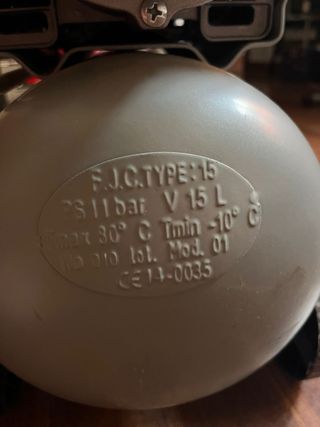 F.J.C.TYPE:15
PS 11 bar V 15 L
Tmax 80° C Tmin -10° C
lot. Mod. 01
CE 14-0035